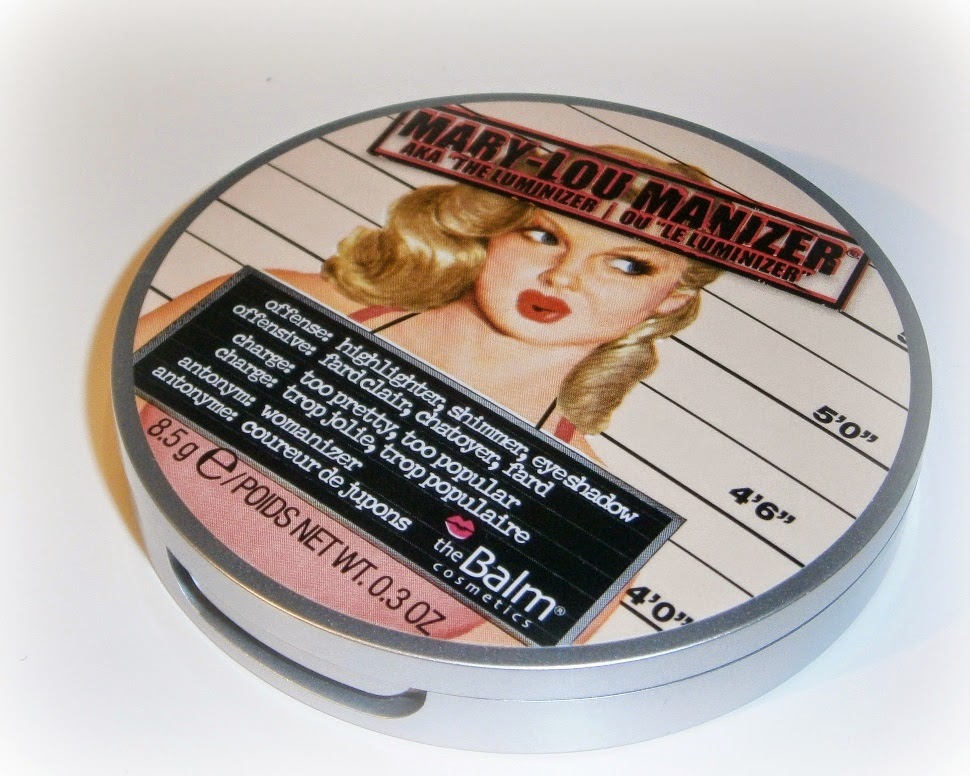 MARY-LOU MANIZER®
AKA "THE LUMINIZER | OU "LE LUMINIZER"
offense: highlighter, shimmer, eyeshadow
offensive: fard clair, chatoyer, fard
charge: too pretty, too popular
charge: trop jolie, trop populaire
antonym: womanizer
antonyme: coureur de jupons
theBalm®
cosmetics
5'0"
4'6"
4'0"
8.5 g e/POIDS NET WT. 0.3 OZ